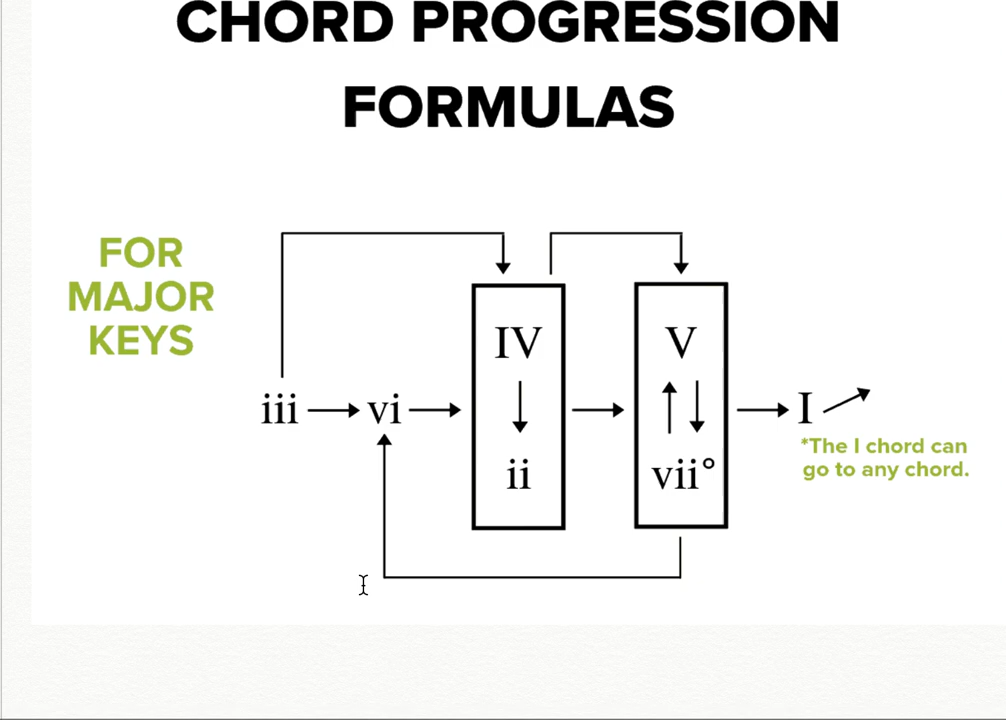 CHORD PROGRESSION
FORMULAS
FOR
MAJOR
KEYS
IV
V
iii
vi
I
ii
vii°
*The I chord can
go to any chord.